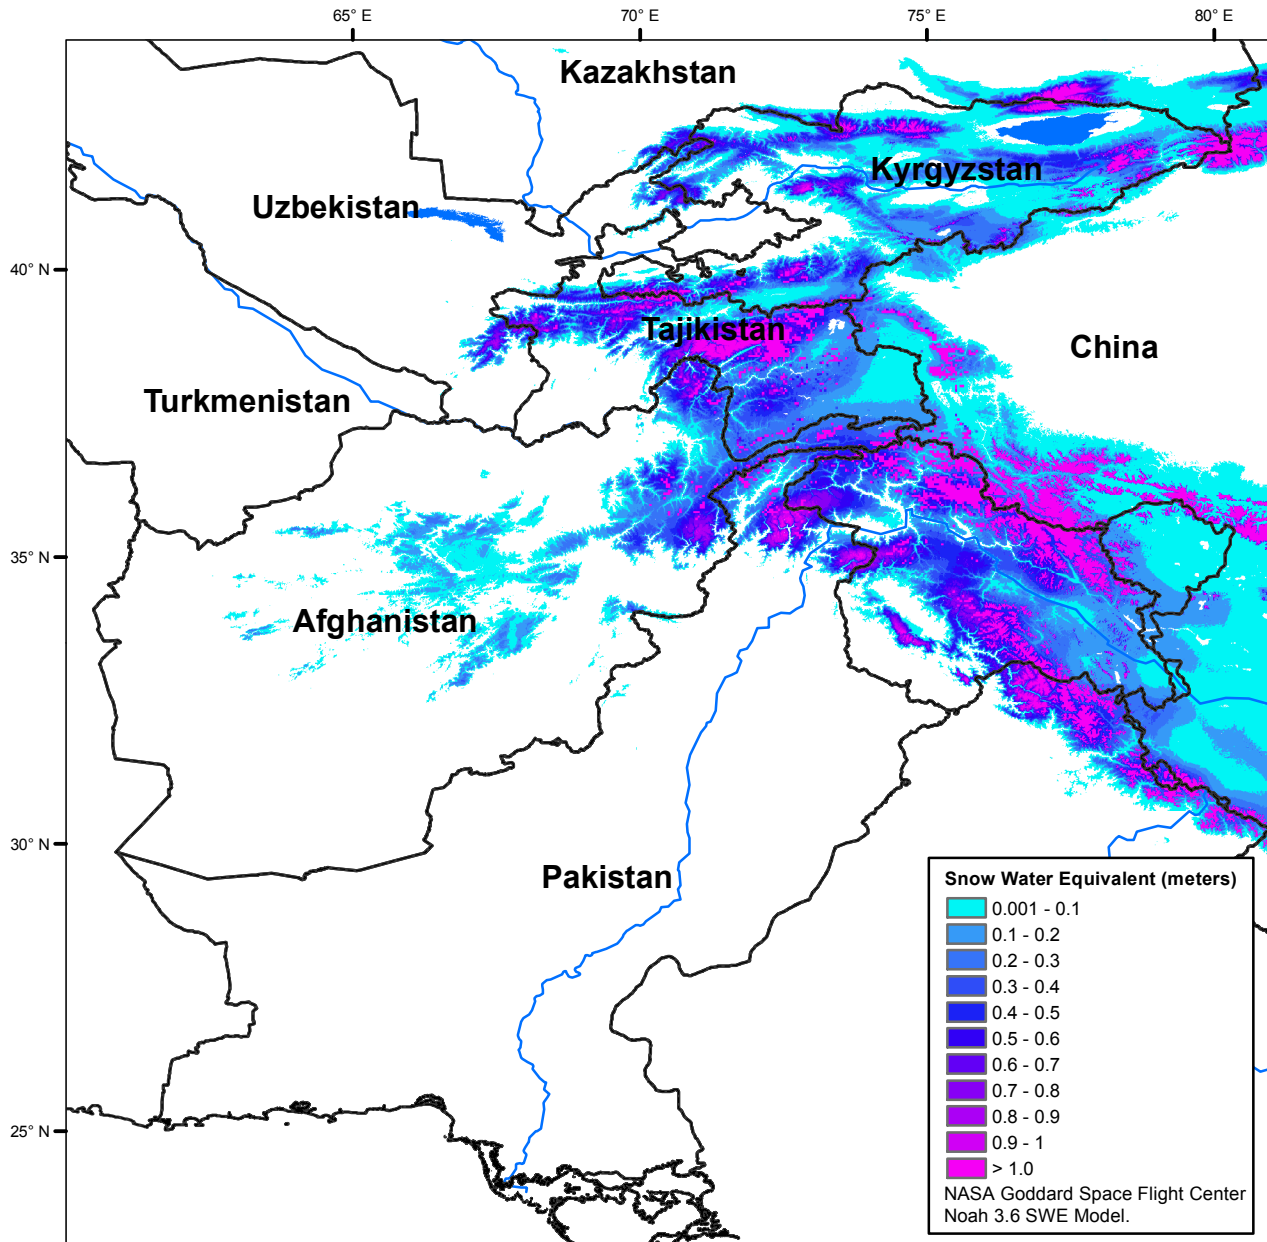 65° E
70° E
75° E
80° E
Kazakhstan
Kyrgyzstan
Uzbekistan
40° N
Tajikistan
China
Turkmenistan
35° N
Afghanistan
30° N
Pakistan
25° N
Snow Water Equivalent (meters)
0.001 - 0.1
0.1 - 0.2
0.2 - 0.3
0.3 - 0.4
0.4 - 0.5
0.5 - 0.6
0.6 - 0.7
0.7 - 0.8
0.8 - 0.9
0.9 - 1
> 1.0
NASA Goddard Space Flight Center
Noah 3.6 SWE Model.